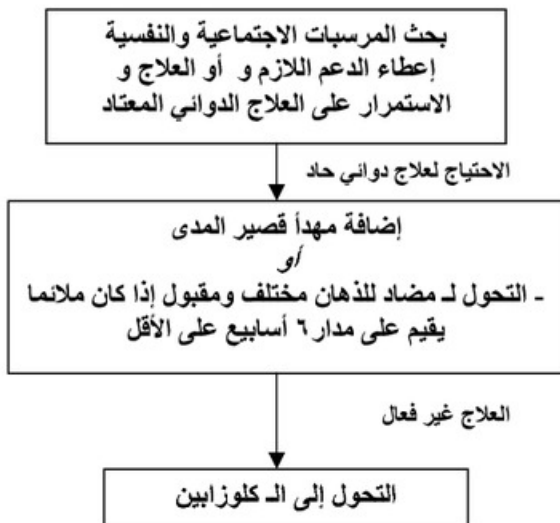 بحث المرسبات الاجتماعية والنفسية
إعطاء الدعم اللازم و أو العلاج و
الاستمرار على العلاج الدوائي المعتاد
الاحتياج لعلاج دوائي حاد
إضافة مهدأ قصير المدى
أو
- التحول لـ مضاد للذهان مختلف ومقبول إذا كان ملائما
يقيم على مدار ٦ أسابيع على الأقل
العلاج غير فعال
التحول إلى الـ كلوزابين